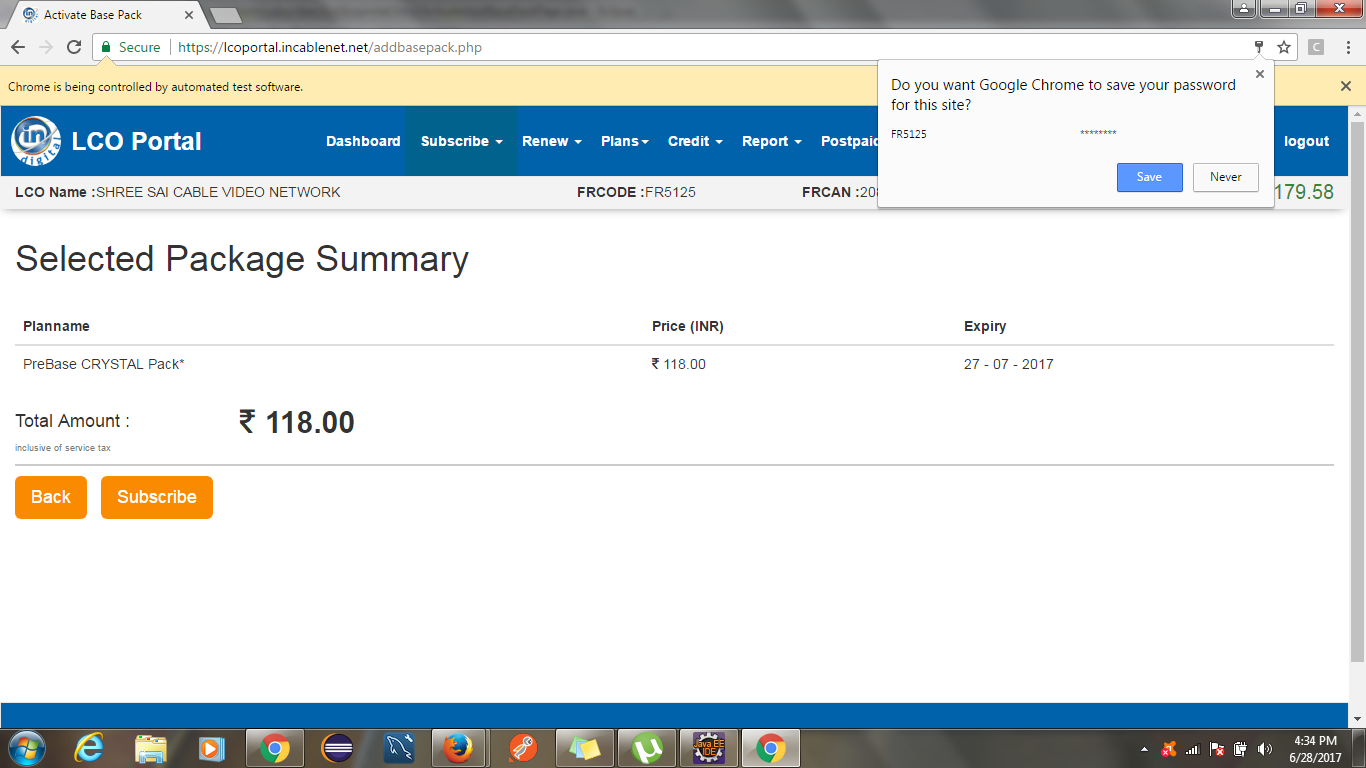 Activate Base Pack
Secure https://lcoportal.incablenet.net/addbasepack.php
C
Chrome is being controlled by automated test software.
Do you want Google Chrome to save your password
for this site?
FR5125 ********
Save Never
in
digital
LCO Portal Dashboard Subscribe Renew Plans Credit Report Postpaid logout
LCO Name :SHREE SAI CABLE VIDEO NETWORK FRCODE :FR5125 FRCAN :208 179.58
Selected Package Summary
Planname Price (INR) Expiry
PreBase CRYSTAL Pack* ₹ 118.00 27 - 07 - 2017
Total Amount : ₹ 118.00
inclusive of service tax
Back Subscribe
Java EE
IDE
4:34 PM
6/28/2017